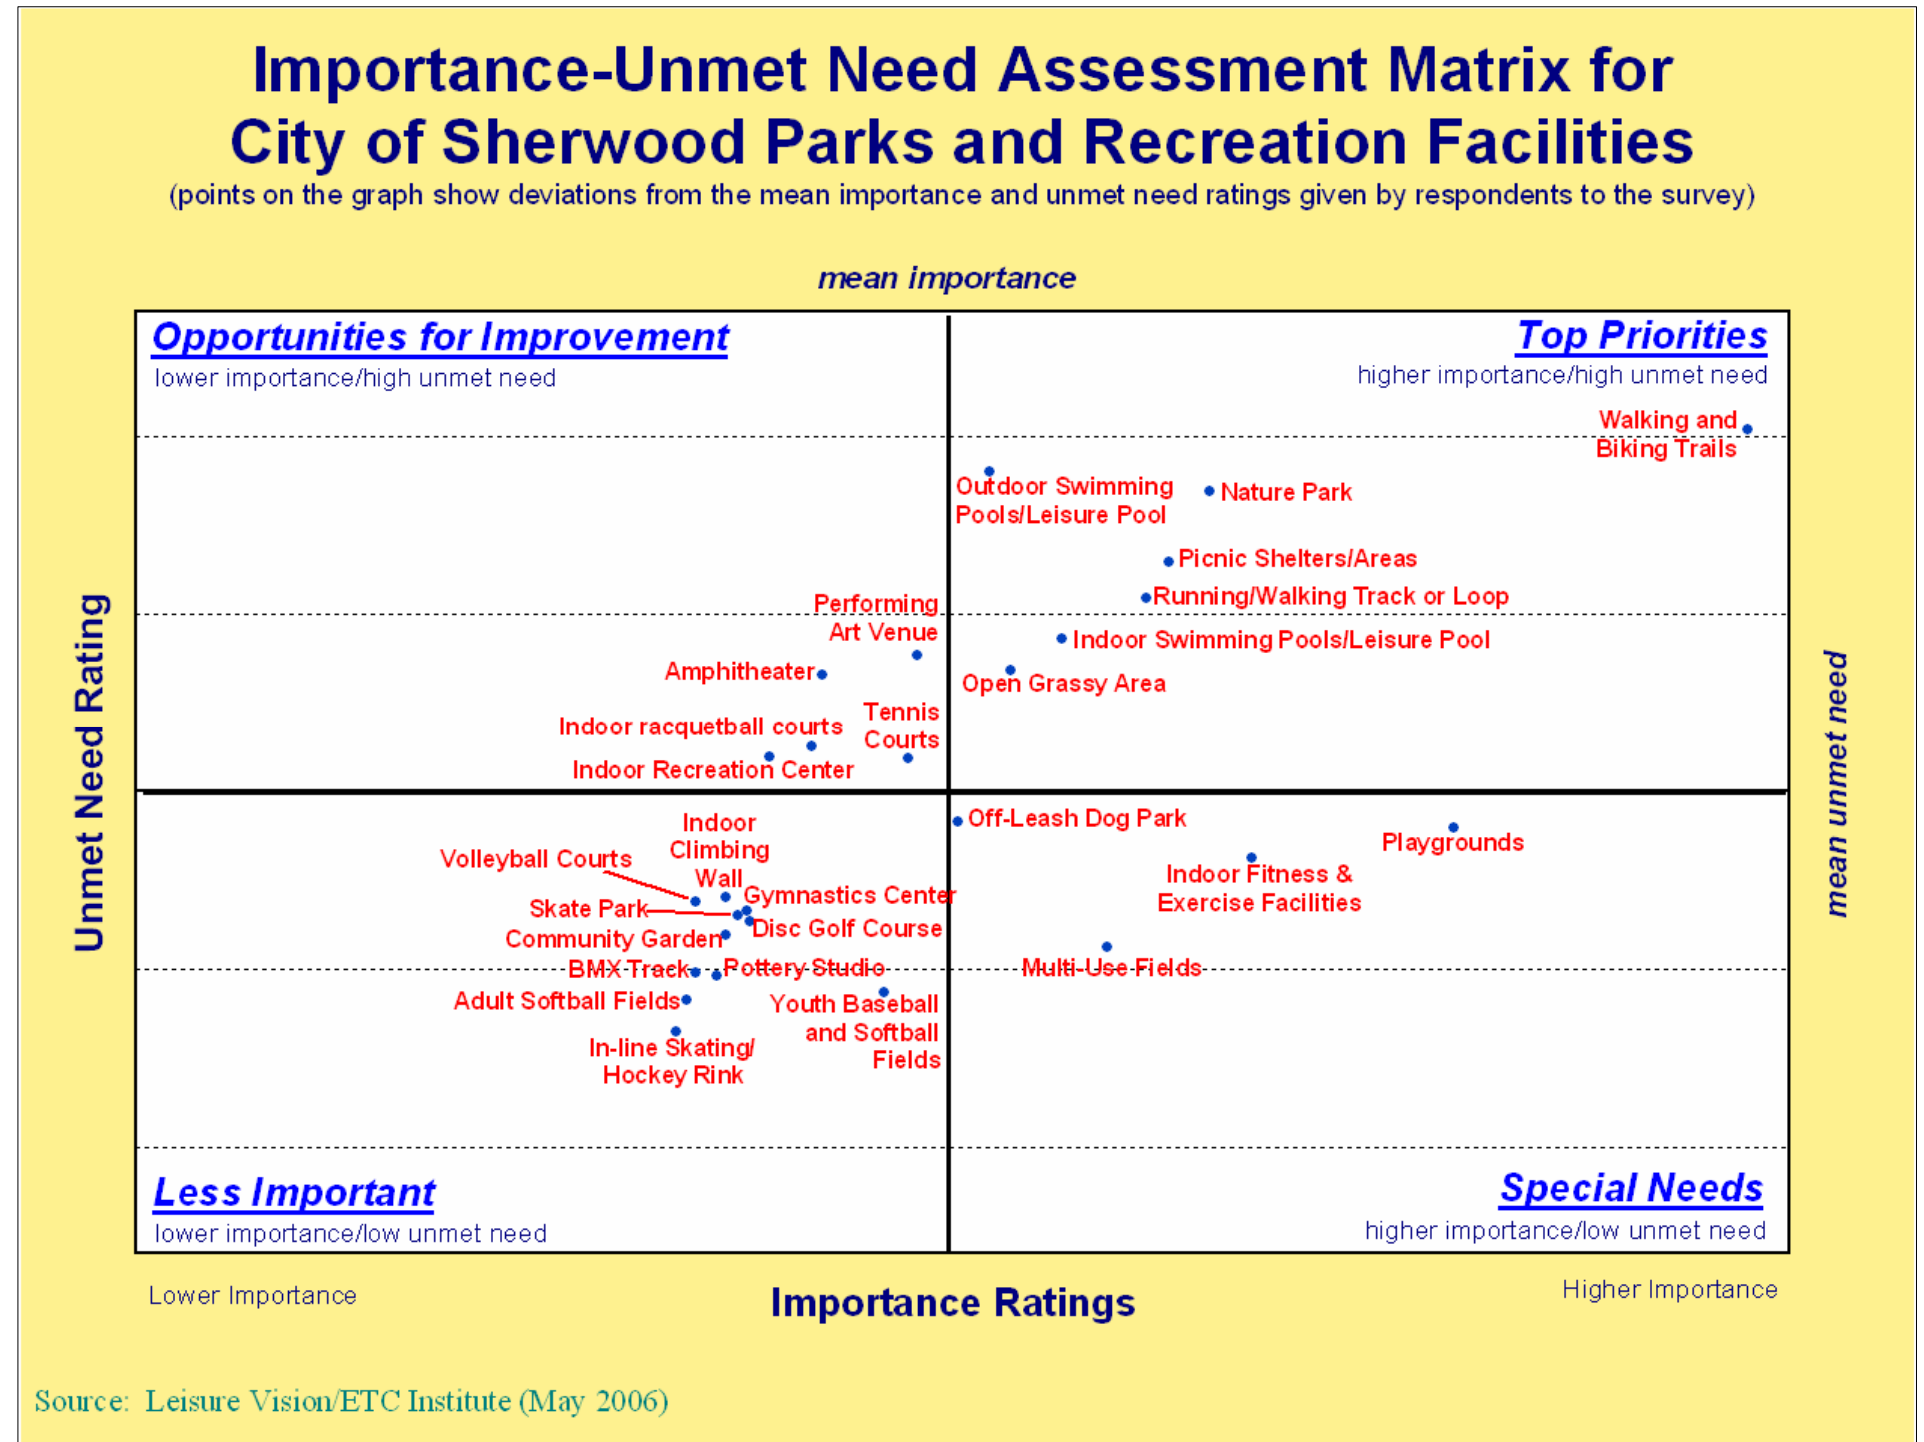 Importance-Unmet Need Assessment Matrix for
City of Sherwood Parks and Recreation Facilities
(points on the graph show deviations from the mean importance and unmet need ratings given by respondents to the survey)
mean importance
Opportunities for Improvement
lower importance/high unmet need
Top Priorities
higher importance/high unmet need
Walking and
Biking Trails
Outdoor Swimming
Pools/Leisure Pool
Nature Park
Picnic Shelters/Areas
Running/Walking Track or Loop
Performing
Art Venue
Indoor Swimming Pools/Leisure Pool
Amphitheater
Open Grassy Area
Indoor racquetball courts
Tennis
Courts
Indoor Recreation Center
Unmet Need Rating
mean unmet need
Off-Leash Dog Park
Playgrounds
Indoor Fitness &
Exercise Facilities
Multi-Use Fields
Indoor
Climbing
Wall
Volleyball Courts
Gymnastics Center
Skate Park
Disc Golf Course
Community Garden
BMX Track
Pottery Studio
Adult Softball Fields
Youth Baseball
and Softball
Fields
In-line Skating/
Hockey Rink
Less Important
lower importance/low unmet need
Special Needs
higher importance/low unmet need
Lower Importance
Importance Ratings
Higher Importance
Source: Leisure Vision/ETC Institute (May 2006)